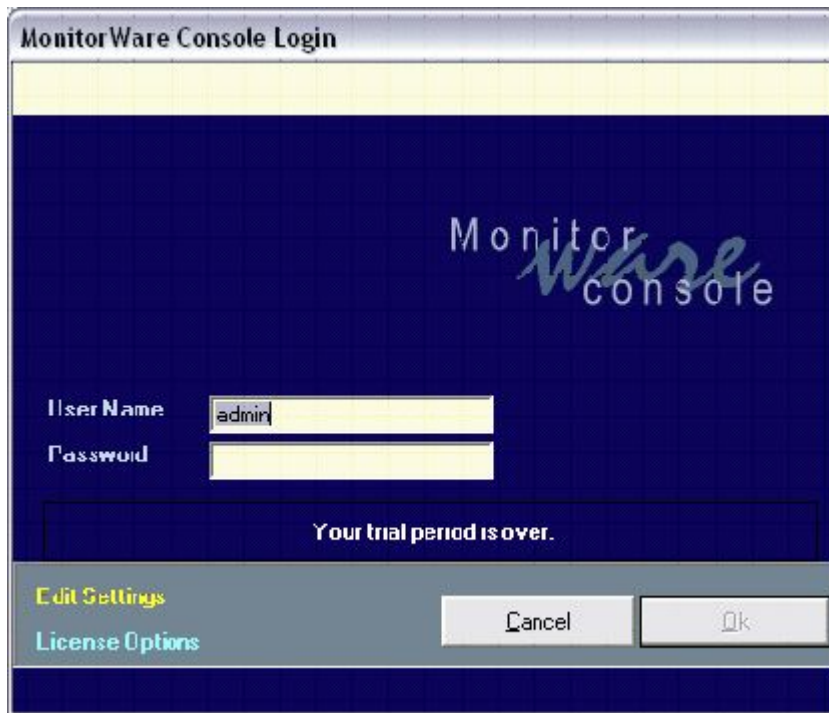 MonitorWare Console Login
Monitor
ware
console
User Name
admin
Password
Your trial period is over.
Edit Settings
Cancel
Ok
License Options